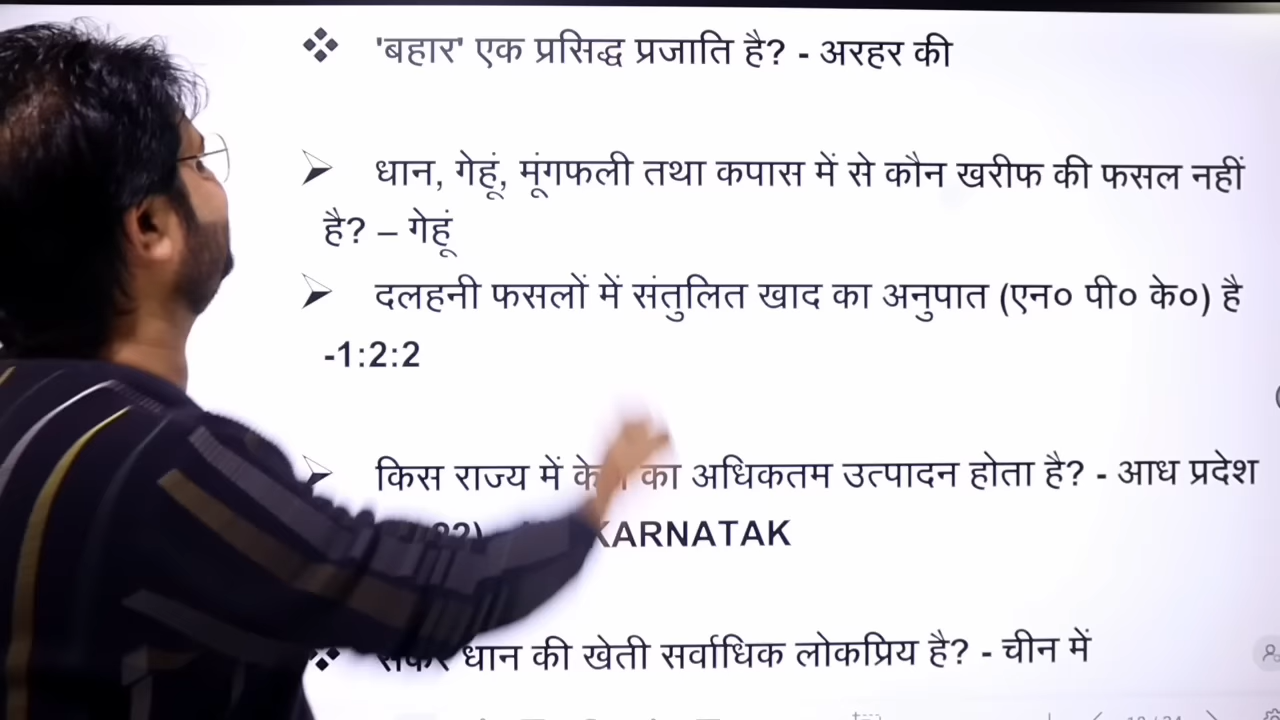 'बहार' एक प्रसिद्ध प्रजाति है? - अरहर की
धान, गेहूं, मूंगफली तथा कपास में से कौन खरीफ की फसल नहीं
है? – गेहूं
दलहनी फसलों में संतुलित खाद का अनुपात (एन० पी० के०) है
-1:2:2
किस राज्य में का अधिकतम उत्पादन होता है? - आध प्रदेश
KARNATAK
धान की खेती सर्वाधिक लोकप्रिय है? - चीन में